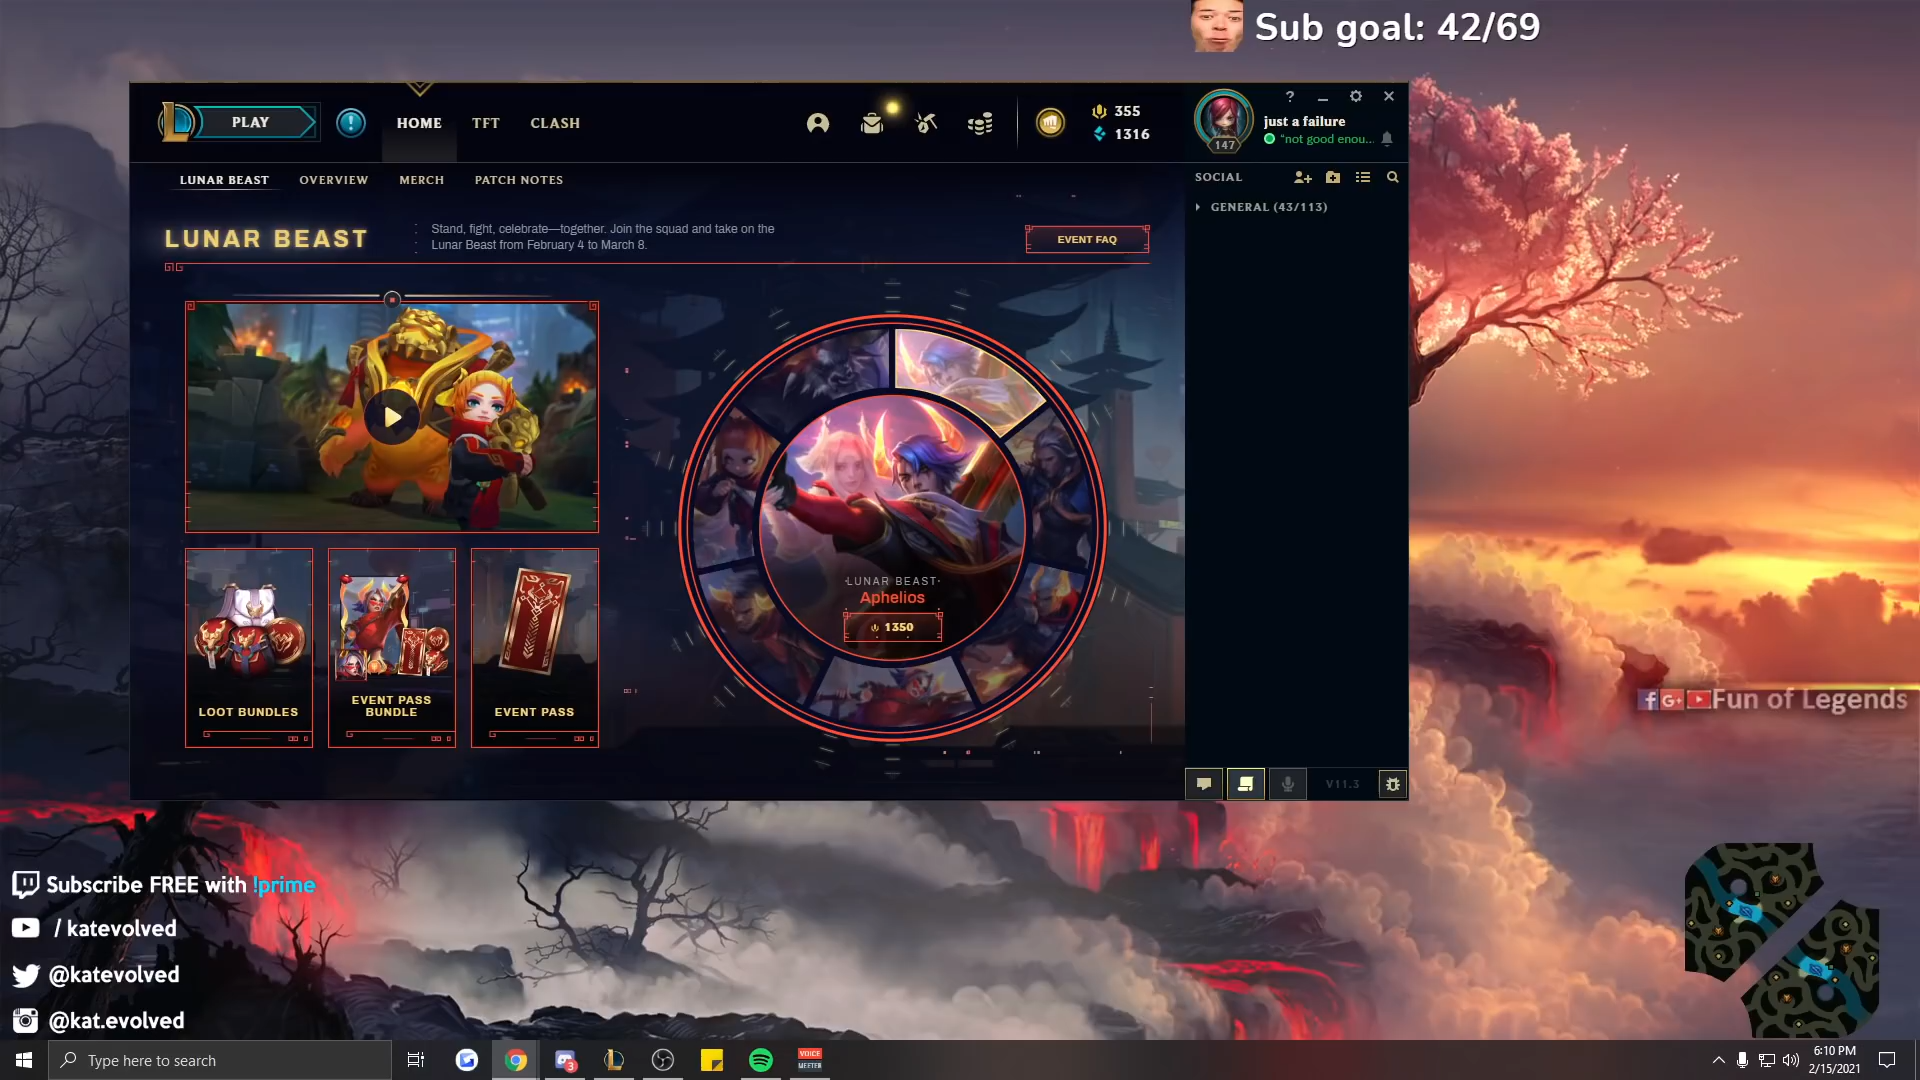 Sub goal: 42/69
PLAY
HOME
TFT
CLASH
355
1316
147
just a failure
"not good enou...
LUNAR BEAST
OVERVIEW
MERCH
PATCH NOTES
SOCIAL
GENERAL (43/113)
LUNAR BEAST
Stand, fight, celebrate—together. Join the squad and take on the
Lunar Beast from February 4 to March 8.
EVENT FAQ
LUNAR BEAST
Aphelios
1350
LOOT BUNDLES
EVENT PASS
BUNDLE
EVENT PASS
V11.3
Fun of Legends
Subscribe FREE with !prime
/ katevolved
@katevolved
@kat.evolved
Type here to search
3
VOICE
MEETER
6:10 PM
2/15/2021